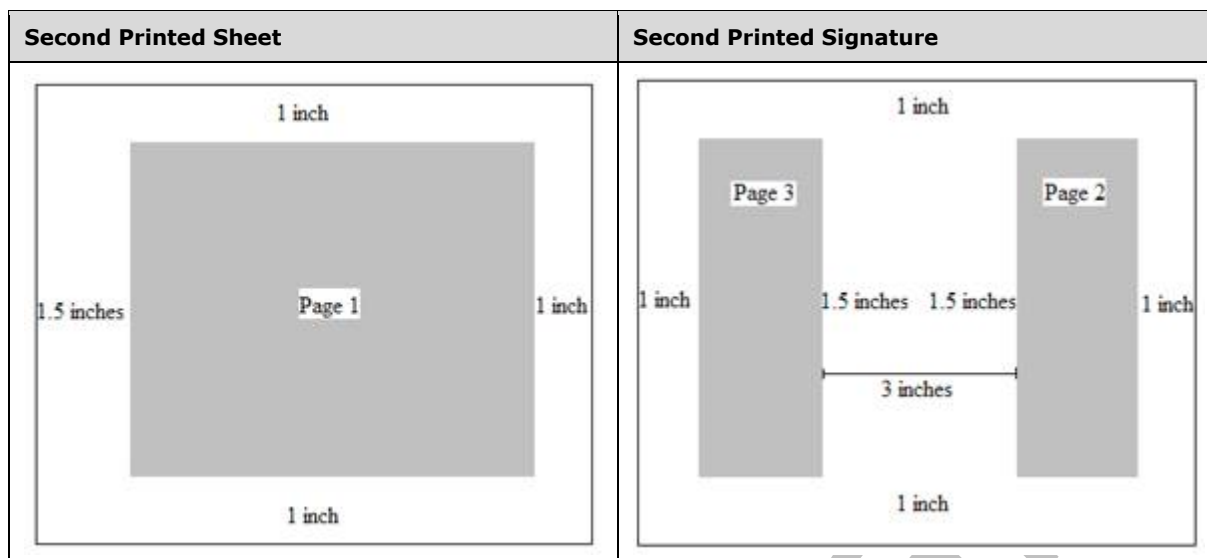 Second Printed Sheet
Second Printed Signature
1 inch
1.5 inches
Page 1
1 inch
1 inch
1 inch
Page 3
Page 2
1 inch
1.5 inches
1.5 inches
1 inch
3 inches
1 inch